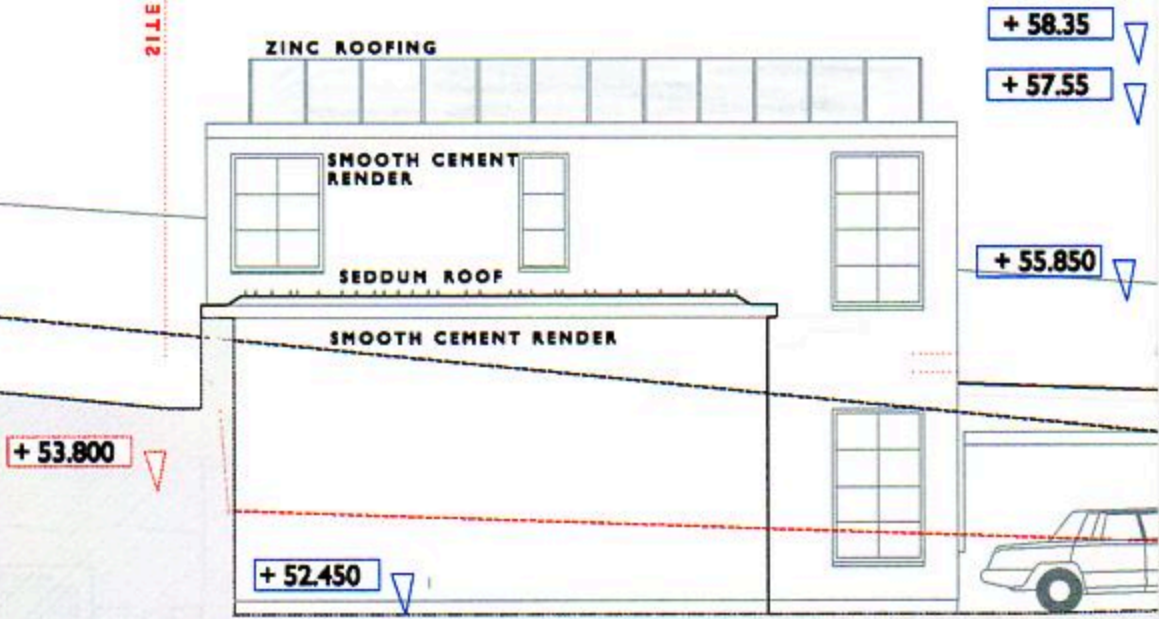 SITE
+ 58.35
ZINC ROOFING
+ 57.55
SMOOTH CEMENT
RENDER
+ 55.850
SEDDUM ROOF
SMOOTH CEMENT RENDER
+ 53.800
+ 52.450